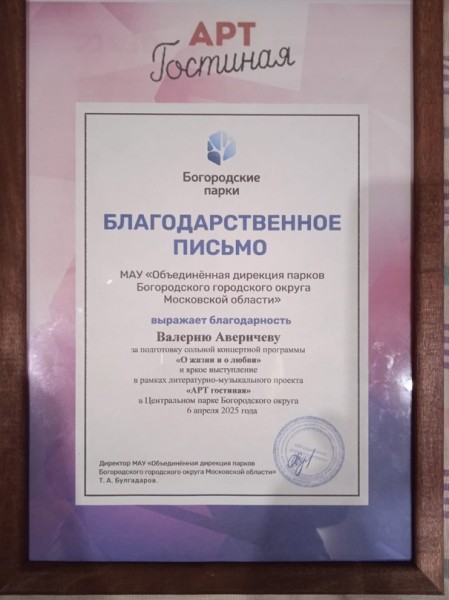 АРТ
Гостиная
Богородские
парки
БЛАГОДАРСТВЕННОЕ
ПИСЬМО
МАУ «Объединённая дирекция парков
Богородского городского округа
Московской области»
выражает благодарность
Валерию Аверичеву
за подготовку сольной концертной программы
«О жизни и о любви»
и яркое выступление
в рамках литературно-музыкального проекта
«АРТ гостиная»
в Центральном парке Богородского округа
6 апреля 2025 года
Директор МАУ «Объединённая дирекция парков
Богородского городского округа Московской области»
Т. А. Булгадаров.